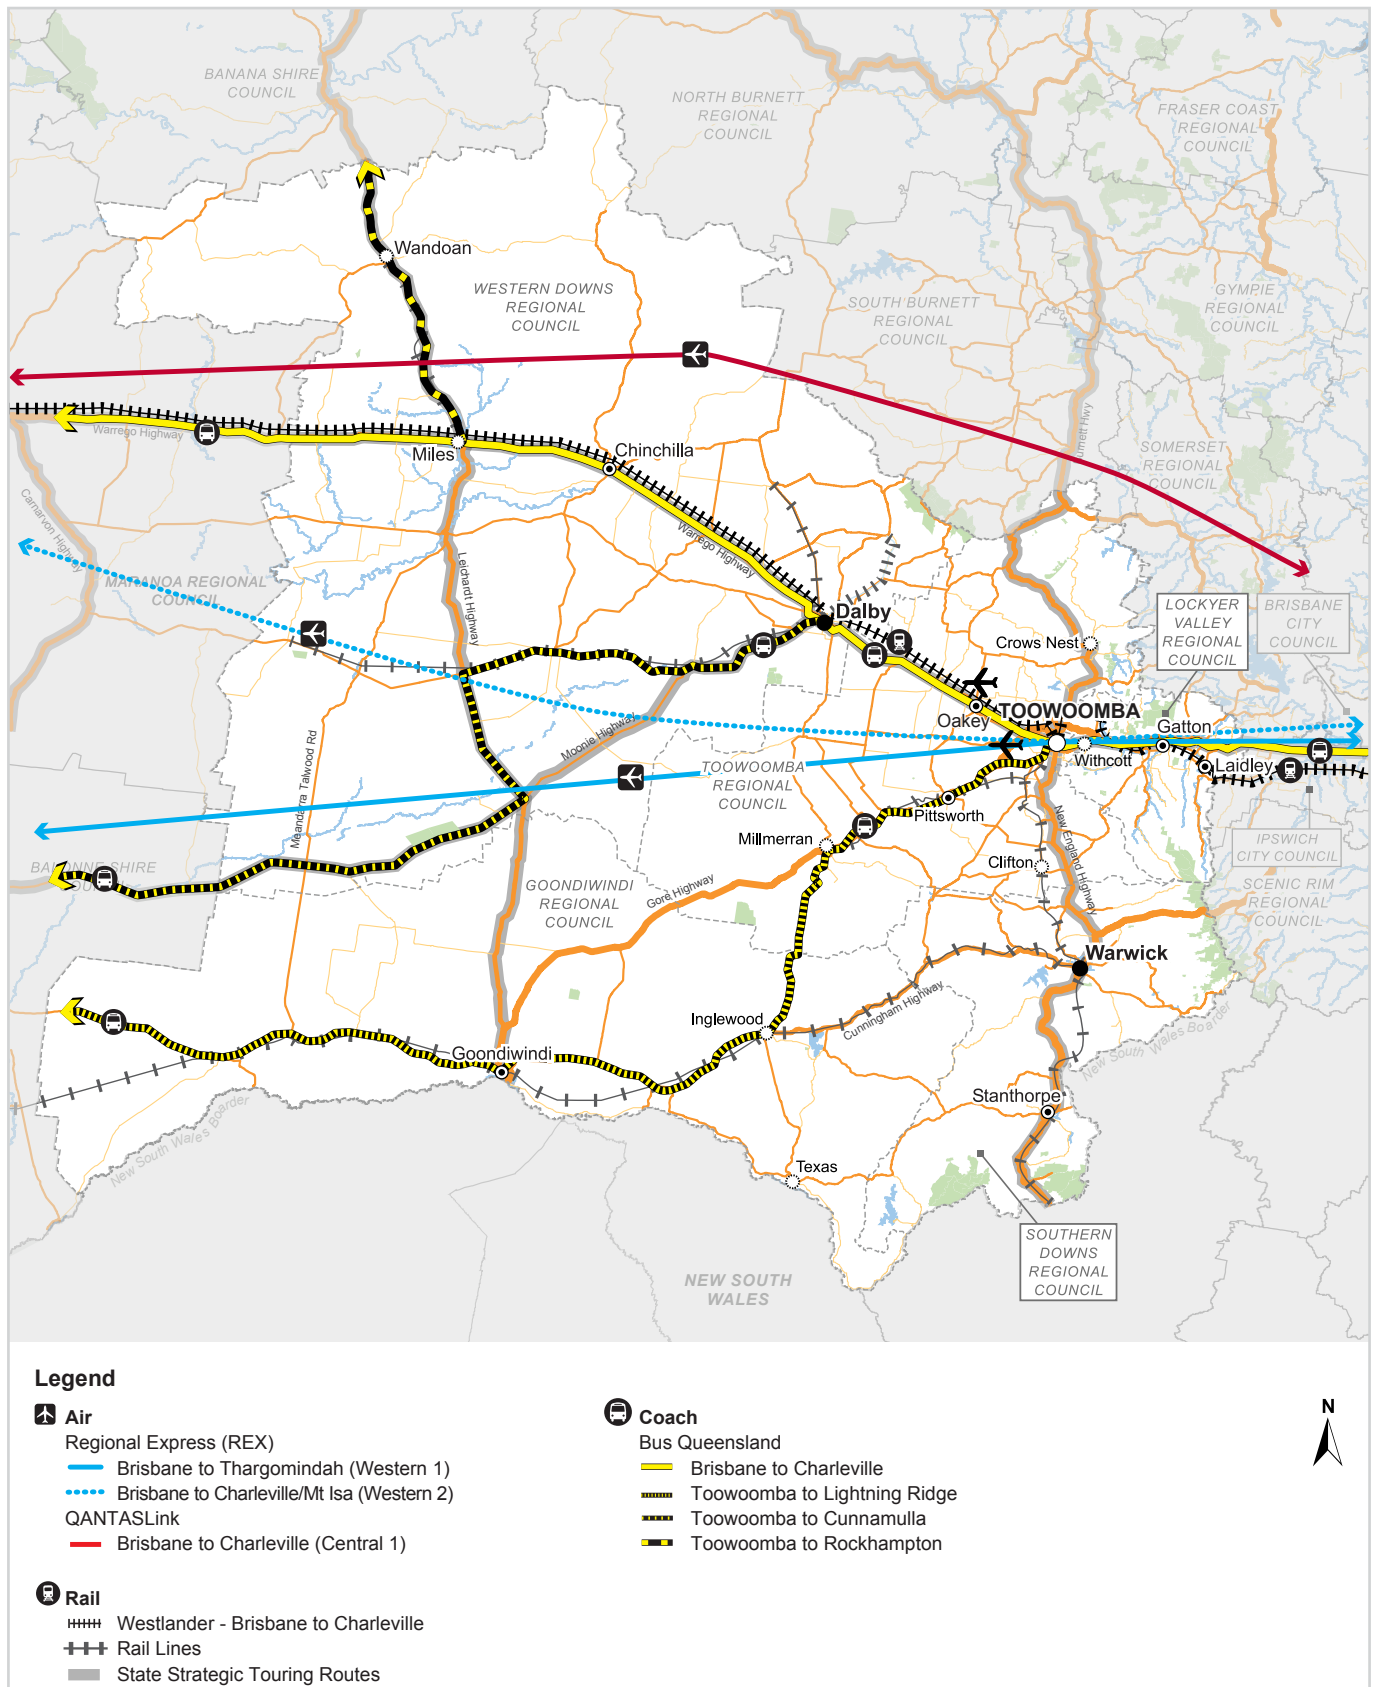 BANANA SHIRE
COUNCIL
NORTH BURNETT
REGIONAL
COUNCIL
FRASER COAST
REGIONAL
COUNCIL
Wandoan
WESTERN DOWNS
REGIONAL
COUNCIL
SOUTH BURNETT
REGIONAL
COUNCIL
GYMPIE
REGIONAL
COUNCIL
Warrego Highway
Miles
Chinchilla
urnett Hwy
SOMERSET
REGIONAL
COUNCIL
Carnarvon Highway
Warrego Highway
Leichardt Highway
MARANOA REGIONAL
COUNCIL
Dalby
LOCKYER
VALLEY
REGIONAL
COUNCIL
BRISBANE
CITY
COUNCIL
Crows Nest
Oakey
TOOWOOMBA
Gatton
Withcott
Laidley
Moonie Highway
Meandarra Talwood Rd
TOOWOOMBA
REGIONAL
COUNCIL
Pittsworth
Millmerran
Clifton
New England Highway
IPSWICH
CITY COUNCIL
BALONNE SHIRE
GOONDIWINDI
REGIONAL
COUNCIL
Gore Highway
SCENIC RIM
REGIONAL
COUNCIL
Warwick
Cunningham Highway
Inglewood
Goondiwindi
New South Wales Boarder
New South Wales Boarder
Stanthorpe
Texas
SOUTHERN
DOWNS
REGIONAL
COUNCIL
NEW SOUTH
WALES
Legend
Air
Regional Express (REX)
Brisbane to Thargomindah (Western 1)
Brisbane to Charleville/Mt Isa (Western 2)
QANTASLink
Brisbane to Charleville (Central 1)
Rail
Westlander - Brisbane to Charleville
Rail Lines
State Strategic Touring Routes
Coach
Bus Queensland
Brisbane to Charleville
Toowoomba to Lightning Ridge
Toowoomba to Cunnamulla
Toowoomba to Rockhampton
N